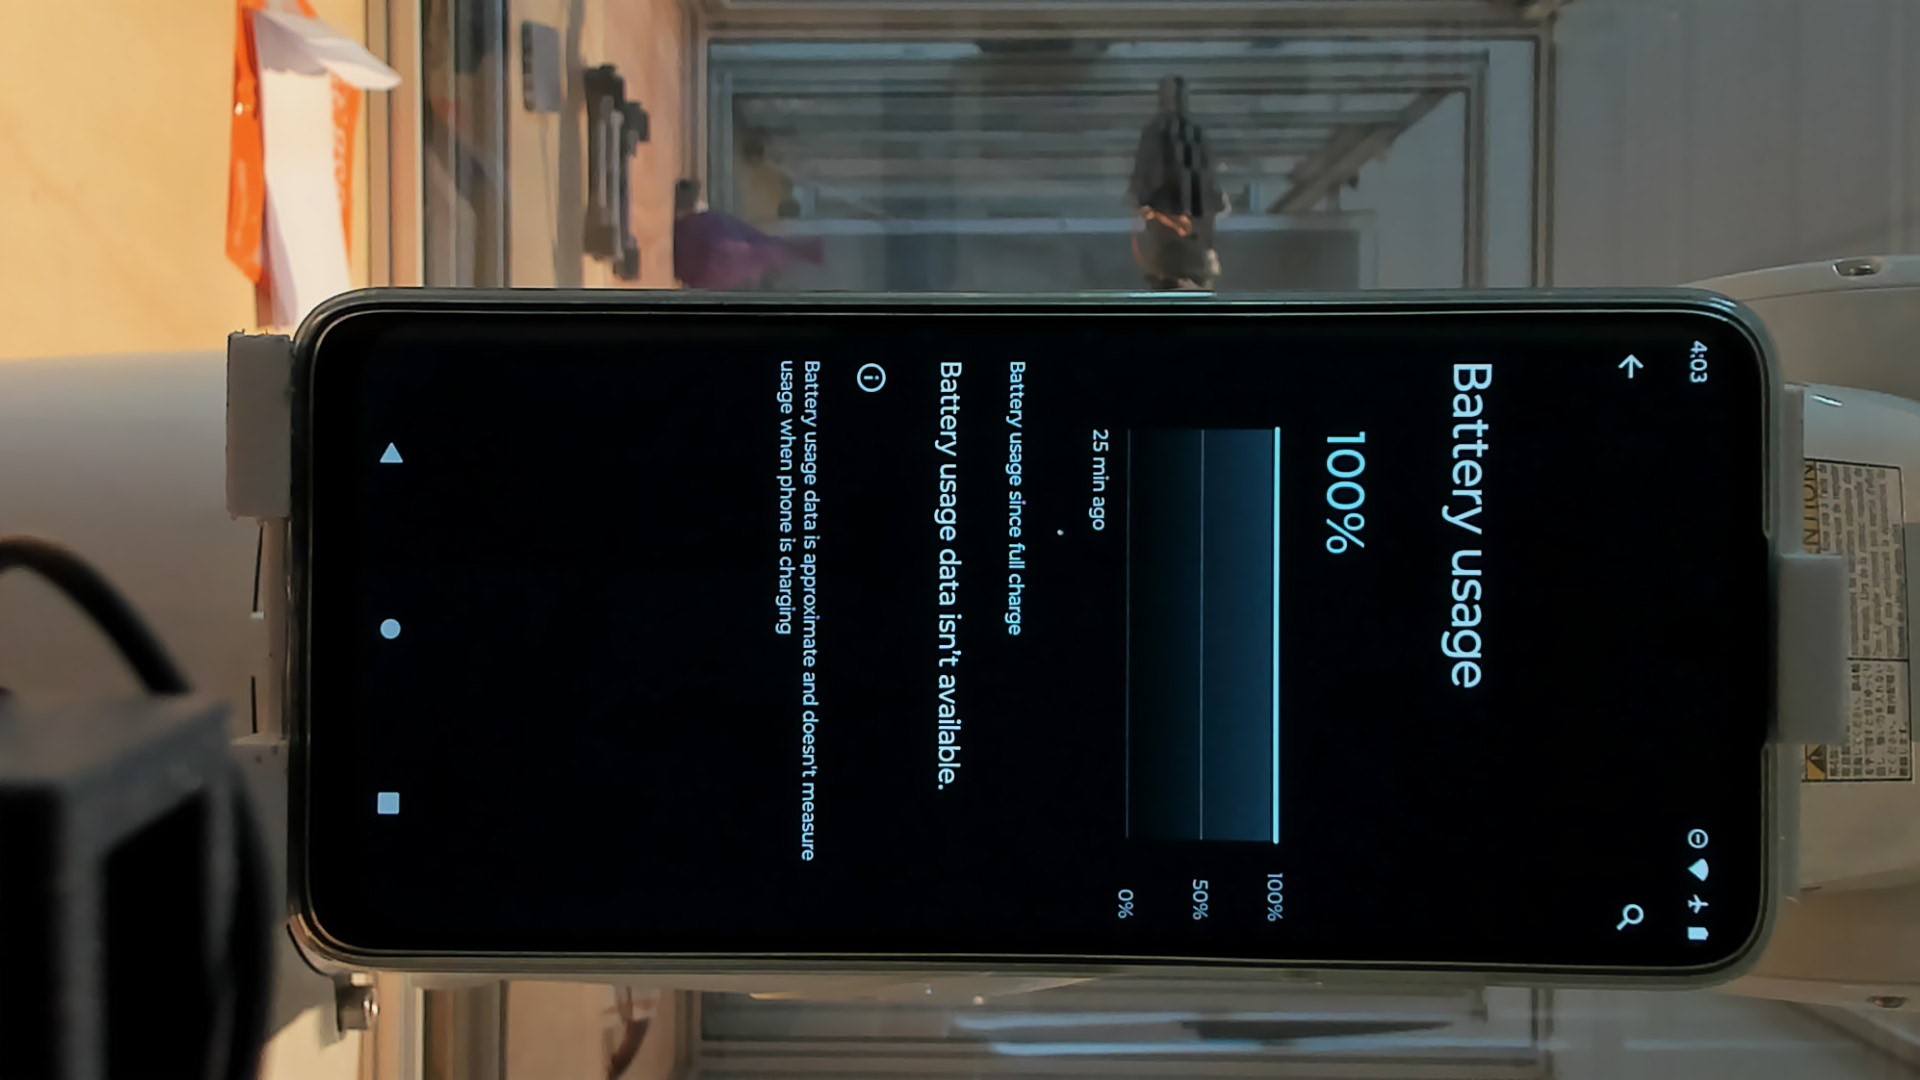 4:03
Battery usage
100%
100%
50%
0%
25 min ago
Battery usage since full charge
Battery usage data isn't available.
Battery usage data is approximate and doesn't measure
usage when phone is charging